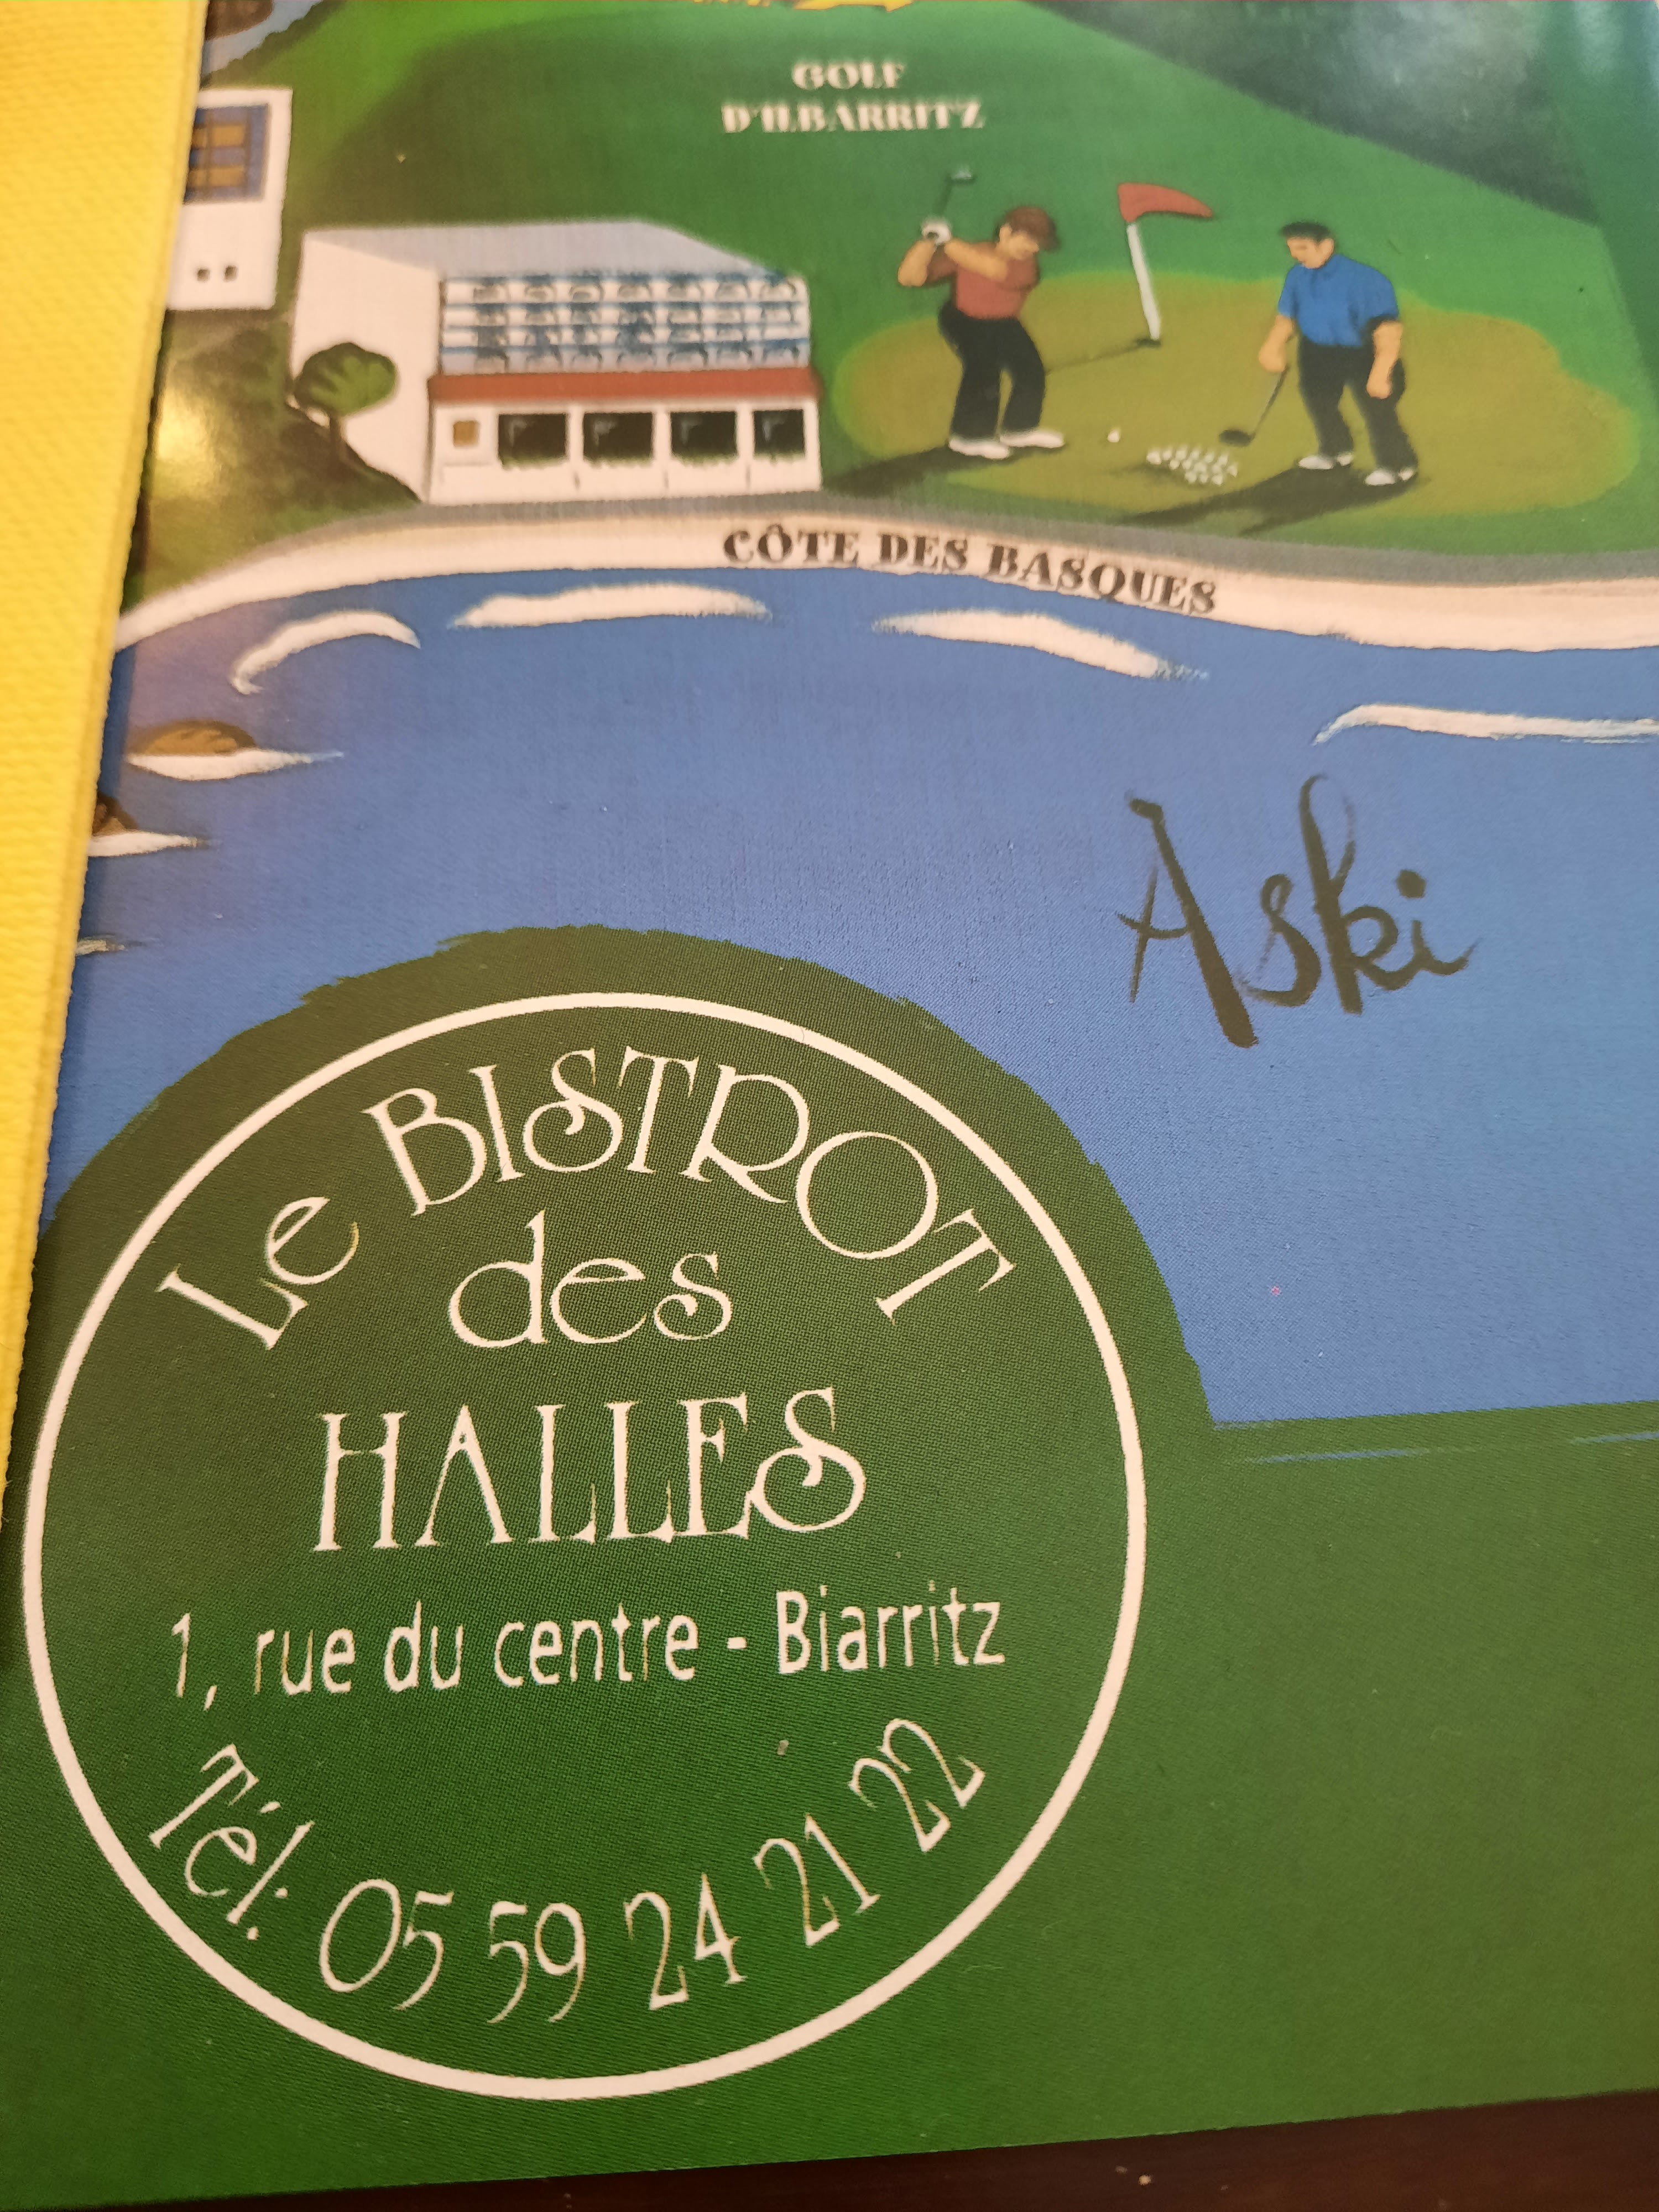 GOLF
D'ILBARRITZ
CÔTE DES BASQUES
Aski
Le BISTROT
des
HALLES
1, rue du centre - Biarritz
Tél: 05 59 24 21 22